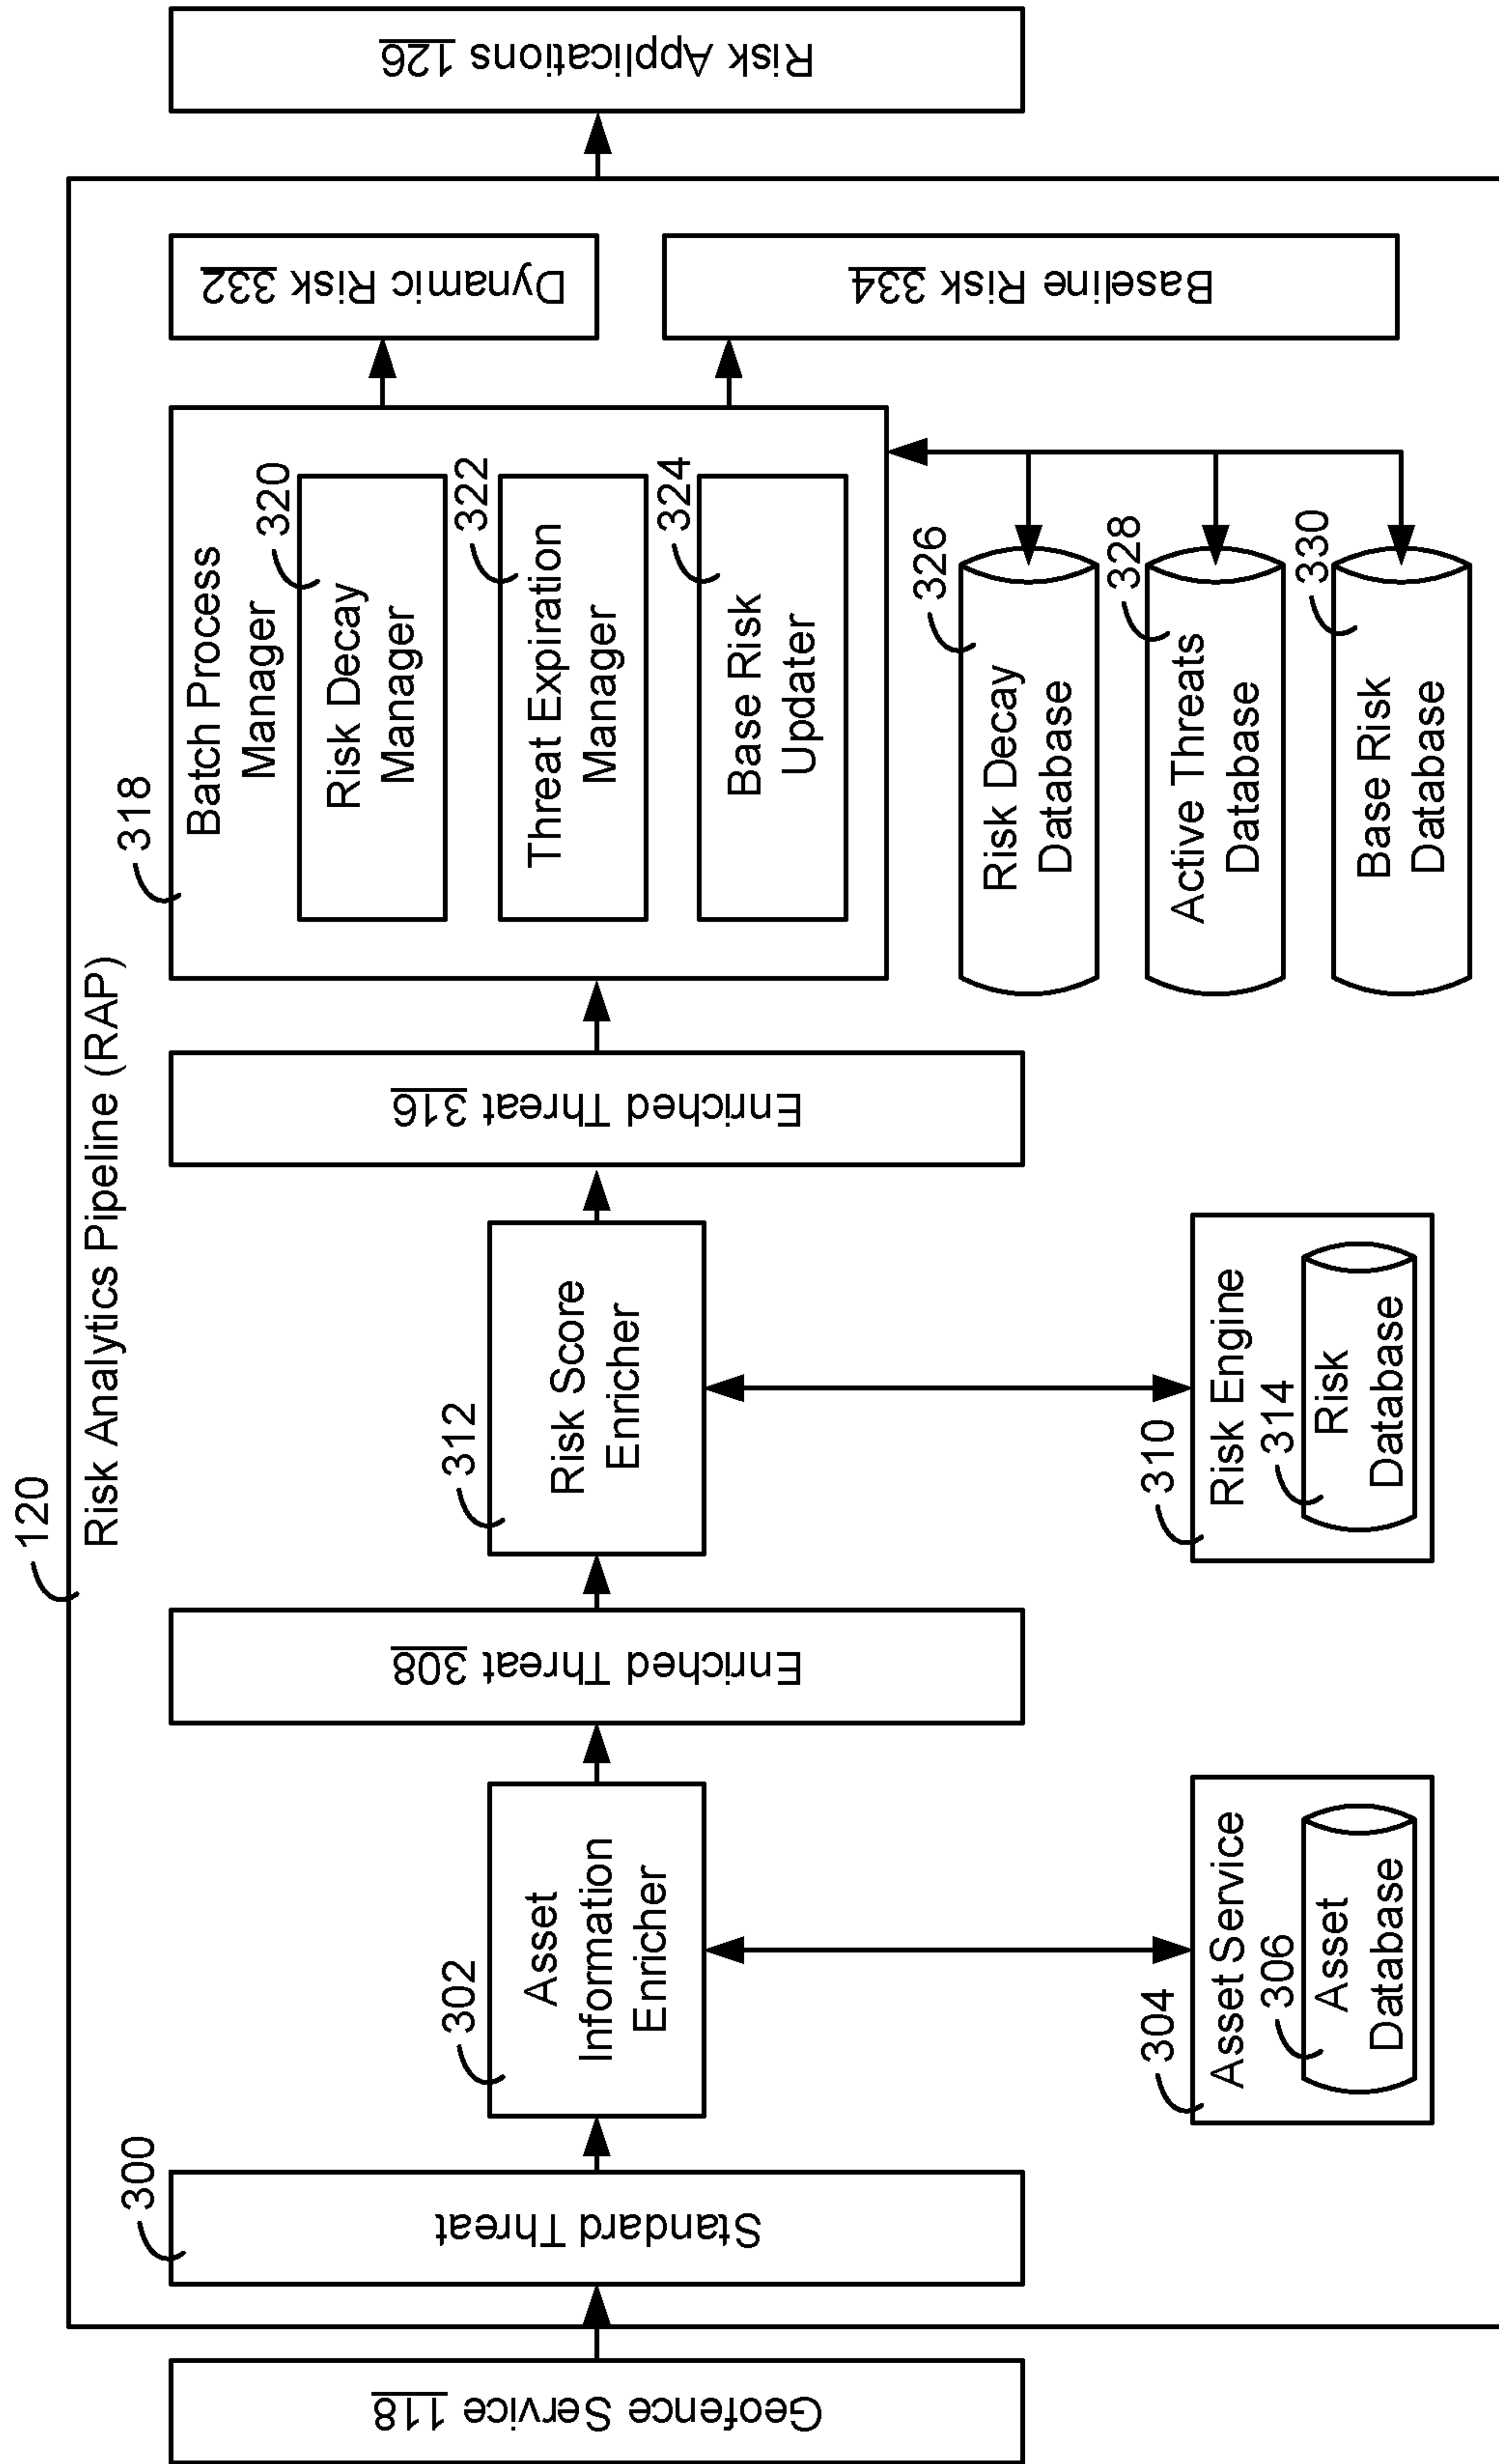 120
Risk Analytics Pipeline (RAP)
Geofence Service 118
300
Standard Threat
302
Asset
Information
Enricher
304
Asset Service
306
Asset
Database
Enriched Threat 308
312
Risk Score
Enricher
310
Risk Engine
314
Risk
Database
Enriched Threat 316
318
Batch Process
Manager
320
Risk Decay
Manager
322
Threat Expiration
Manager
324
Base Risk
Updater
326
Risk Decay
Database
328
Active Threats
Database
330
Base Risk
Database
Dynamic Risk 332
Baseline Risk 334
Risk Applications 126